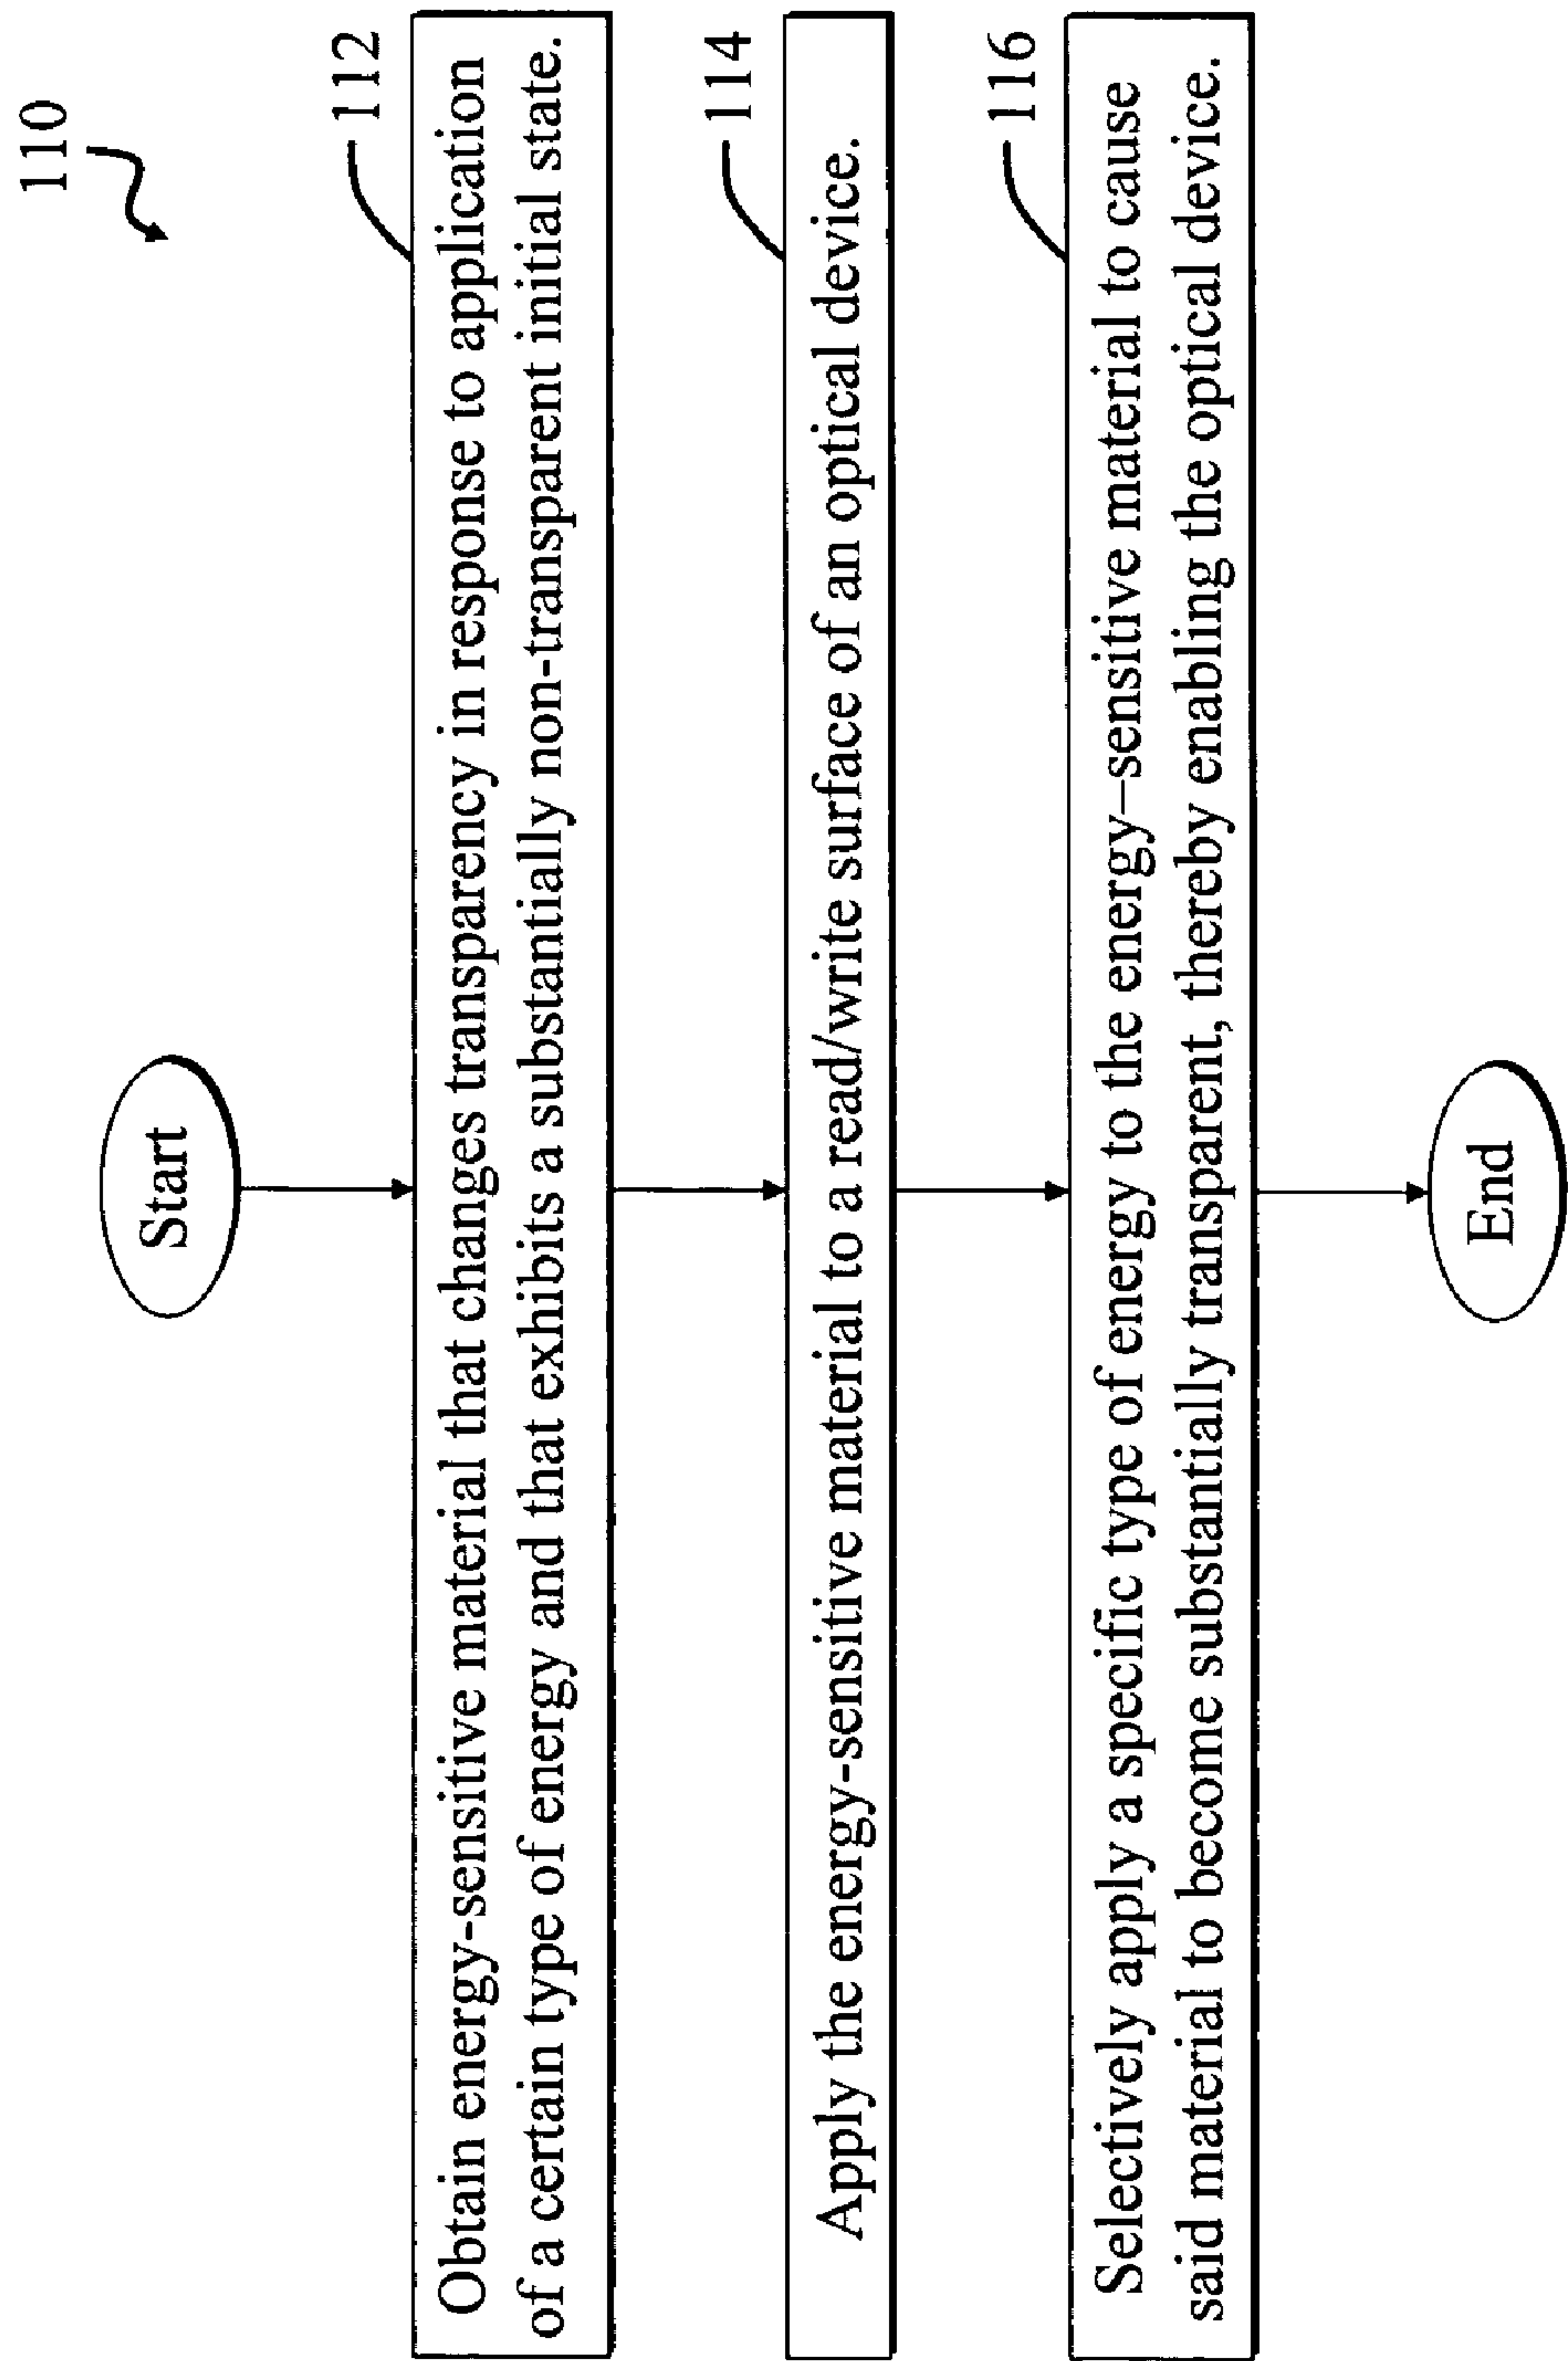 110
Start
112
Obtain energy-sensitive material that changes transparency in response to application
of a certain type of energy and that exhibits a substantially non-transparent initial state.
114
Apply the energy-sensitive material to a read/write surface of an optical device.
116
Selectively apply a specific type of energy to the energy–sensitive material to cause
said material to become substantially transparent, thereby enabling the optical device.
End